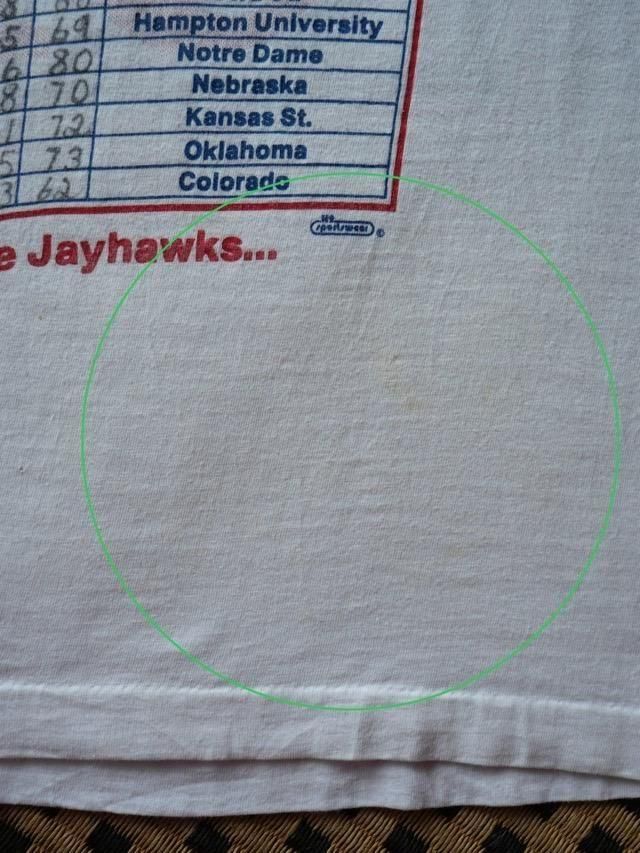 69 Hampton University
6 80 Notre Dame
8 70 Nebraska
1 72 Kansas St.
5 73 Oklahoma
3 62 Colorado
sportswear ©
e Jayhawks...